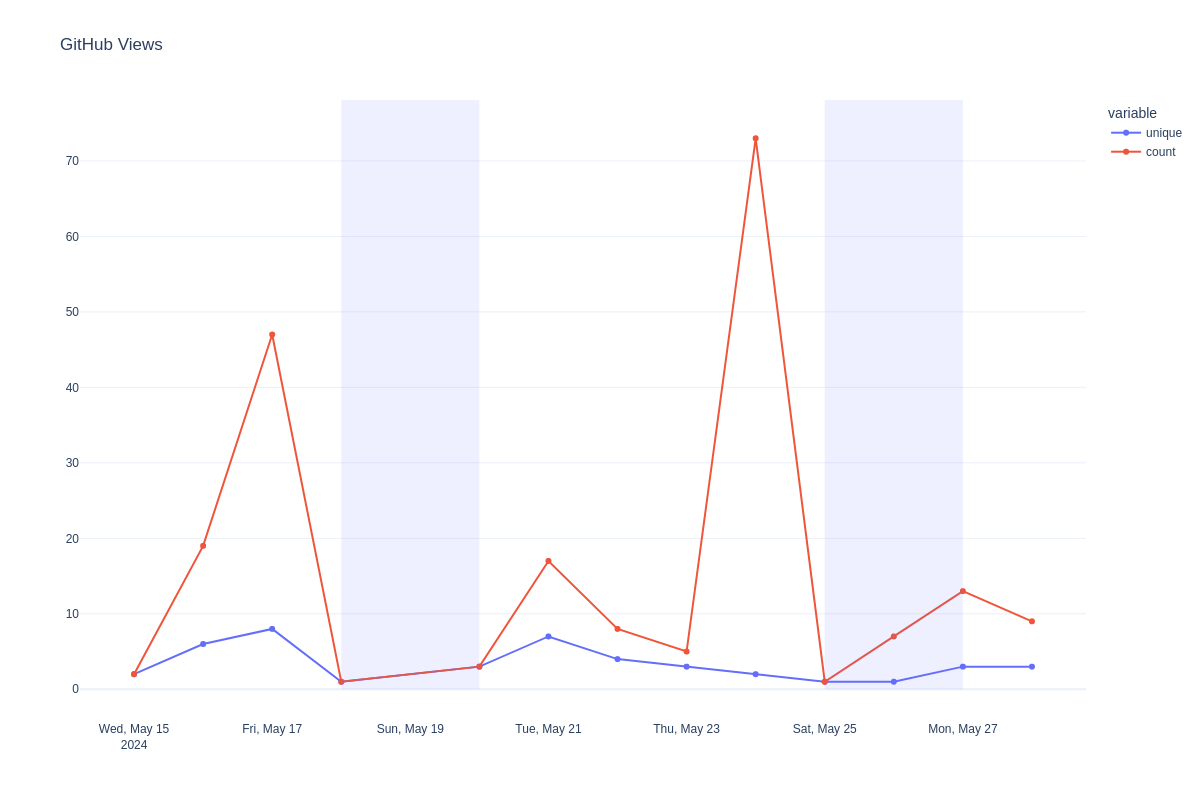 GitHub Views
variable
unique
count
70
60
50
40
30
20
10
0
Wed, May 15
2024
Fri, May 17
Sun, May 19
Tue, May 21
Thu, May 23
Sat, May 25
Mon, May 27